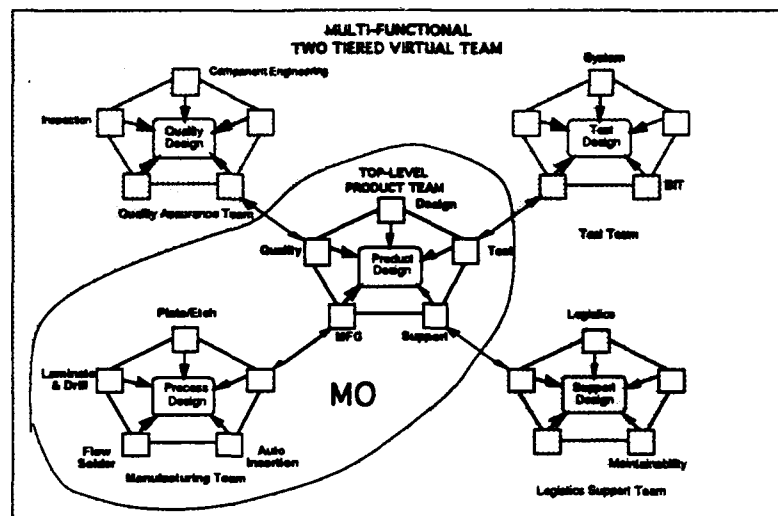 MULTI-FUNCTIONAL
TWO TIERED VIRTUAL TEAM
Component Engineering
Inspection
Quality
Design
Quality Assurance Team
System
Test
Design
BIT
Test Team
TOP-LEVEL
PRODUCT TEAM
Design
Quality
Product
Design
Test
MFG
Support
Plate/Etch
Laminate
& Drill
Process
Design
Flow
Solder
Auto
Insertion
Manufacturing Team
MO
Logistics
Support
Design
Maintainability
Logistics Support Team